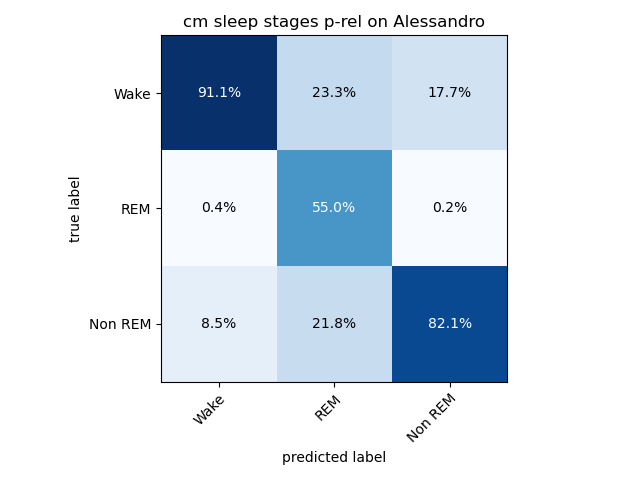 cm sleep stages p-rel on Alessandro
Wake 91.1% 23.3% 17.7%
REM 0.4% 55.0% 0.2%
Non REM 8.5% 21.8% 82.1%
true label
Wake REM Non REM
predicted label